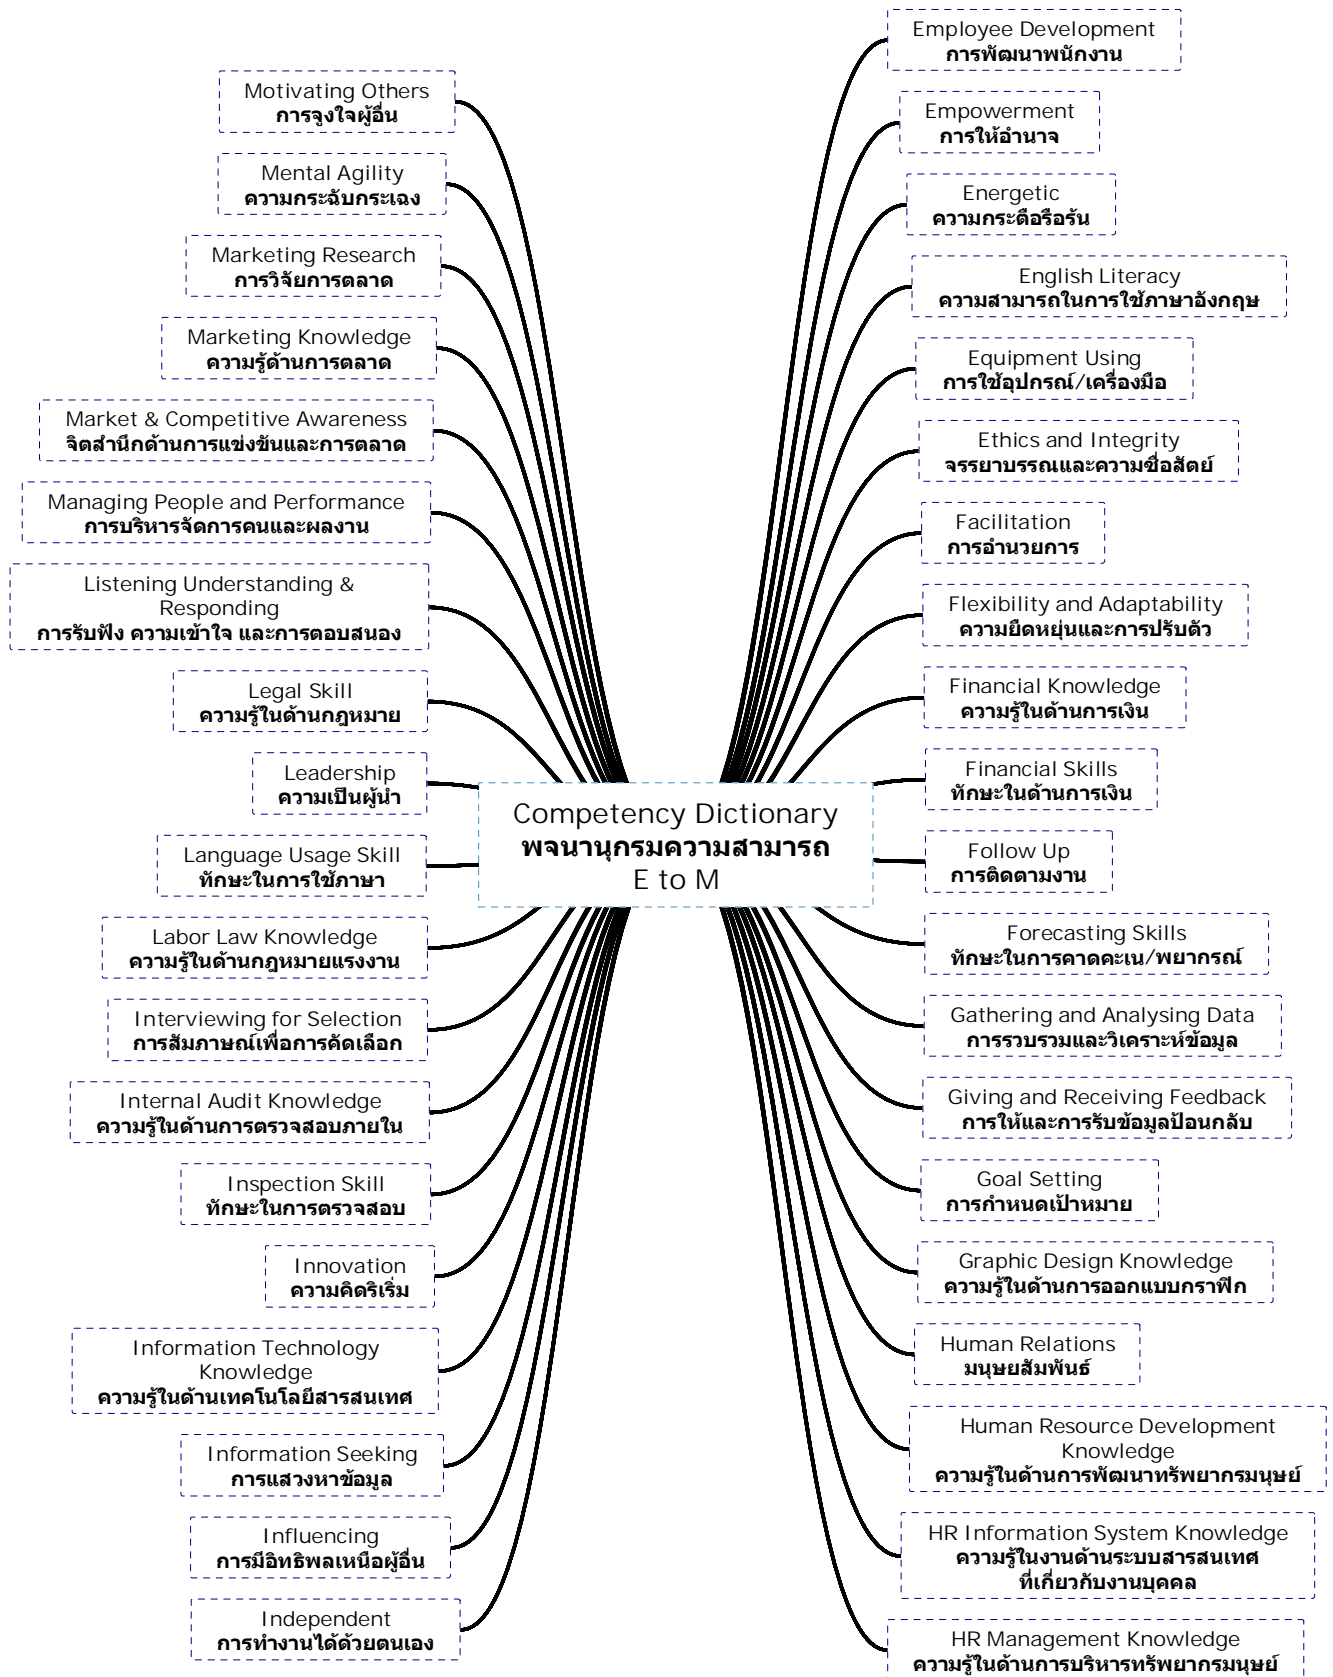 Competency Dictionary
พจนานุกรมความสามารถ
E to M
Employee Development
การพัฒนาพนักงาน
Empowerment
การให้อำนาจ
Energetic
ความกระตือรือร้น
English Literacy
ความสามารถในการใช้ภาษาอังกฤษ
Equipment Using
การใช้อุปกรณ์/เครื่องมือ
Ethics and Integrity
จรรยาบรรณและความซื่อสัตย์
Facilitation
การอำนวยการ
Flexibility and Adaptability
ความยืดหยุ่นและการปรับตัว
Financial Knowledge
ความรู้ในด้านการเงิน
Financial Skills
ทักษะในด้านการเงิน
Follow Up
การติดตามงาน
Forecasting Skills
ทักษะในการคาดคะเน/พยากรณ์
Gathering and Analysing Data
การรวบรวมและวิเคราะห์ข้อมูล
Giving and Receiving Feedback
การให้และการรับข้อมูลป้อนกลับ
Goal Setting
การกำหนดเป้าหมาย
Graphic Design Knowledge
ความรู้ในด้านการออกแบบกราฟิก
Human Relations
มนุษยสัมพันธ์
Human Resource Development
Knowledge
ความรู้ในด้านการพัฒนาทรัพยากรมนุษย์
HR Information System Knowledge
ความรู้ในงานด้านระบบสารสนเทศ
ที่เกี่ยวกับงานบุคคล
HR Management Knowledge
ความรู้ในด้านการบริหารทรัพยากรมนุษย์
Motivating Others
การจูงใจผู้อื่น
Mental Agility
ความกระฉับกระเฉง
Marketing Research
การวิจัยการตลาด
Marketing Knowledge
ความรู้ด้านการตลาด
Market & Competitive Awareness
จิตสำนึกด้านการแข่งขันและการตลาด
Managing People and Performance
การบริหารจัดการคนและผลงาน
Listening Understanding &
Responding
การรับฟัง ความเข้าใจ และการตอบสนอง
Legal Skill
ความรู้ในด้านกฎหมาย
Leadership
ความเป็นผู้นำ
Language Usage Skill
ทักษะในการใช้ภาษา
Labor Law Knowledge
ความรู้ในด้านกฎหมายแรงงาน
Interviewing for Selection
การสัมภาษณ์เพื่อการคัดเลือก
Internal Audit Knowledge
ความรู้ในด้านการตรวจสอบภายใน
Inspection Skill
ทักษะในการตรวจสอบ
Innovation
ความคิดริเริ่ม
Information Technology
Knowledge
ความรู้ในด้านเทคโนโลยีสารสนเทศ
Information Seeking
การแสวงหาข้อมูล
Influencing
การมีอิทธิพลเหนือผู้อื่น
Independent
การทำงานได้ด้วยตนเอง